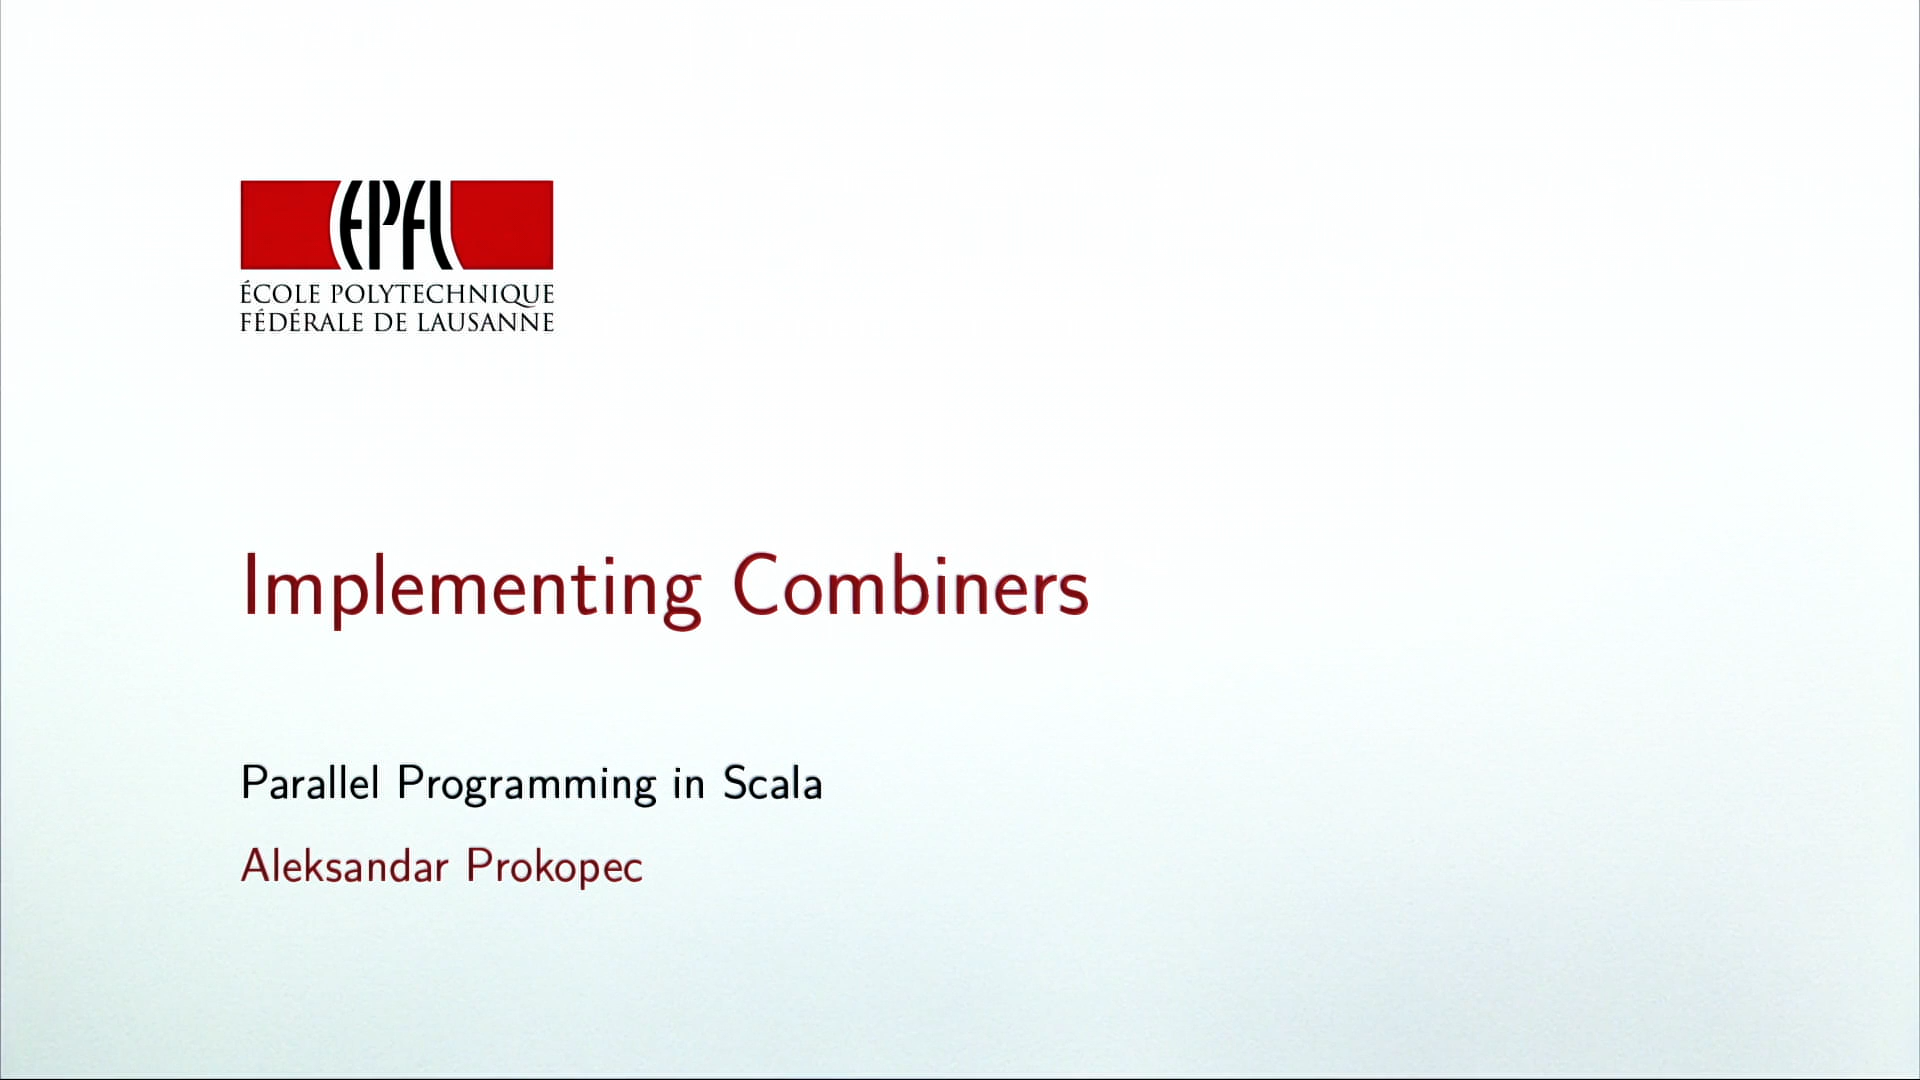 EPFL
ÉCOLE POLYTECHNIQUE
FÉDÉRALE DE LAUSANNE
Implementing Combiners
Parallel Programming in Scala
Aleksandar Prokopec